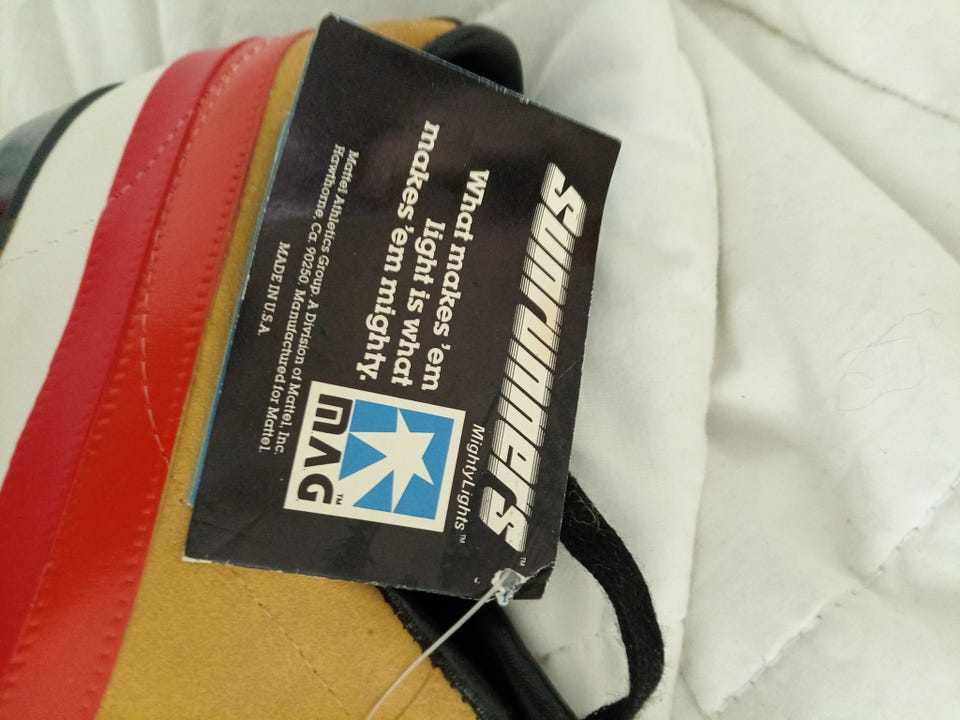 Sunrunners™
MightyLights™
What makes 'em
light is what
makes 'em mighty.
MAG™
Mattel Athletics Group. A Division of Mattel, Inc.
Hawthorne, Ca. 90250. Manufactured for Mattel.
MADE IN U.S.A.